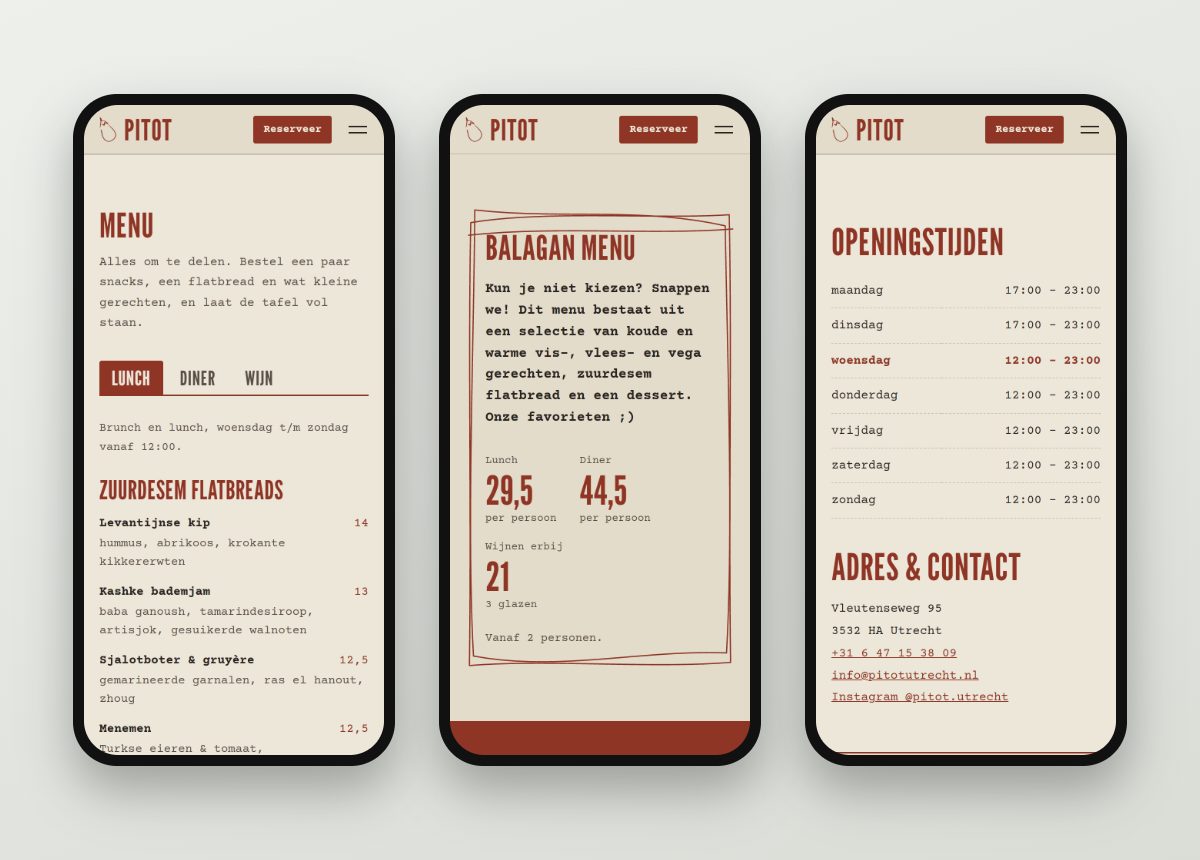 PITOT
Reserveer
MENU
Alles om te delen. Bestel een paar
snacks, een flatbread en wat kleine
gerechten, en laat de tafel vol
staan.
LUNCH DINER WIJN
Brunch en lunch, woensdag t/m zondag
vanaf 12:00.
ZUURDESEM FLATBREADS
Levantijnse kip 14
hummus, abrikoos, krokante
kikkererwten
Kashke bademjam 13
baba ganoush, tamarindesiroop,
artisjok, gesuikerde walnoten
Sjalotboter & gruyère 12,5
gemarineerde garnalen, ras el hanout,
zhoug
Menemen 12,5
Turkse eieren & tomaat,
PITOT
Reserveer
BALAGAN MENU
Kun je niet kiezen? Snappen
we! Dit menu bestaat uit
een selectie van koude en
warme vis-, vlees- en vega
gerechten, zuurdesem
flatbread en een dessert.
Onze favorieten ;)
Lunch Diner
29,5 44,5
per persoon per persoon
Wijnen erbij
21
3 glazen
Vanaf 2 personen.
PITOT
Reserveer
OPENINGSTIJDEN
maandag 17:00 – 23:00
dinsdag 17:00 – 23:00
woensdag 12:00 – 23:00
donderdag 12:00 – 23:00
vrijdag 12:00 – 23:00
zaterdag 12:00 – 23:00
zondag 12:00 – 23:00
ADRES & CONTACT
Vleutenseweg 95
3532 HA Utrecht
+31 6 47 15 38 09
info@pitotutrecht.nl
Instagram @pitot.utrecht